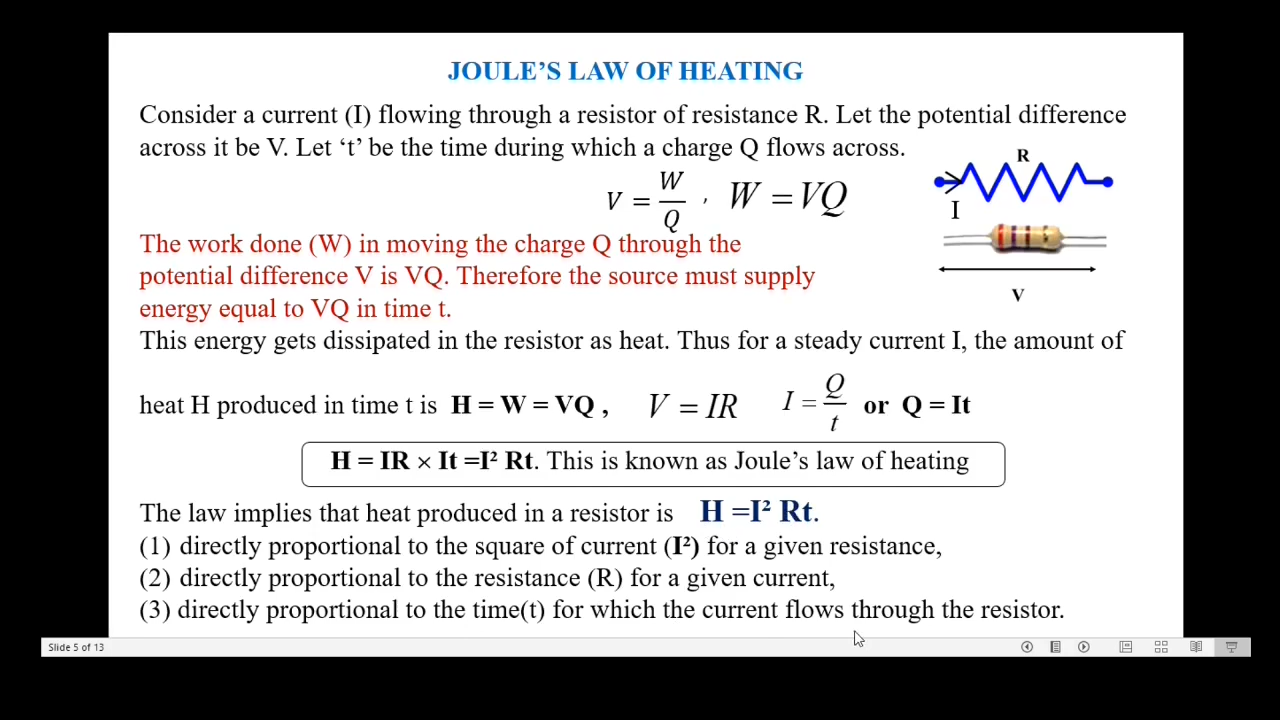 JOULE'S LAW OF HEATING
Consider a current (I) flowing through a resistor of resistance R. Let the potential difference
across it be V. Let ‘t’ be the time during which a charge Q flows across.
V = W/Q , W = VQ
R
I
V
The work done (W) in moving the charge Q through the
potential difference V is VQ. Therefore the source must supply
energy equal to VQ in time t.
This energy gets dissipated in the resistor as heat. Thus for a steady current I, the amount of
heat H produced in time t is H = W = VQ , V = IR I = Q/t or Q = It
H = IR × It =I² Rt. This is known as Joule’s law of heating
The law implies that heat produced in a resistor is H =I² Rt.
(1) directly proportional to the square of current (I²) for a given resistance,
(2) directly proportional to the resistance (R) for a given current,
(3) directly proportional to the time(t) for which the current flows through the resistor.
Slide 5 of 13